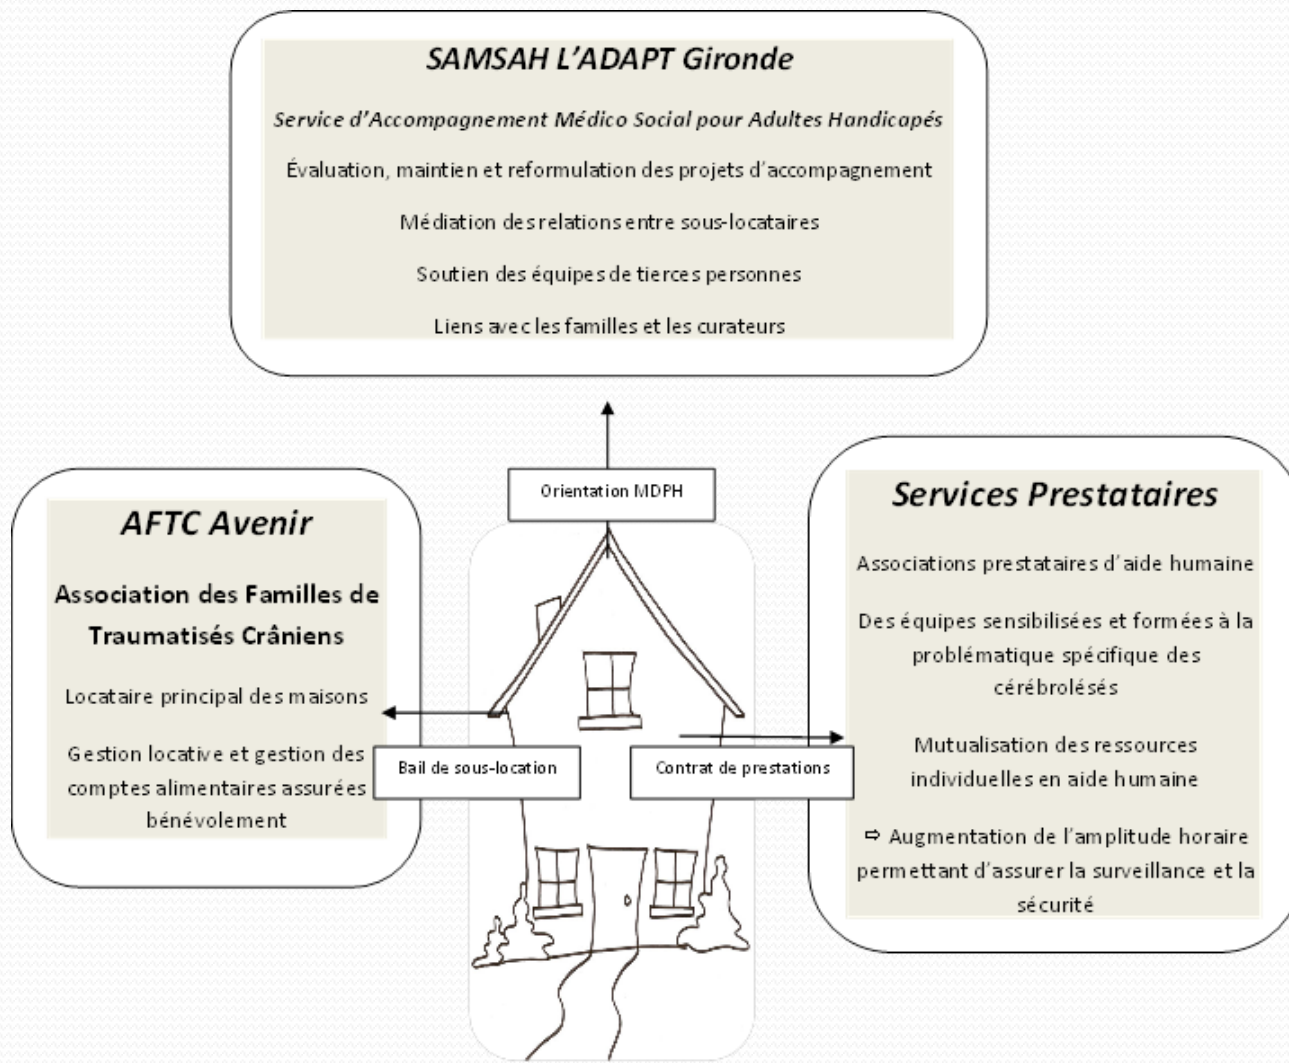 SAMSAH L'ADAPT Gironde
Service d'Accompagnement Médico Social pour Adultes Handicapés
Évaluation, maintien et reformulation des projets d'accompagnement
Médiation des relations entre sous-locataires
Soutien des équipes de tierces personnes
Liens avec les familles et les curateurs
Orientation MDPH
AFTC Avenir
Association des Familles de
Traumatisés Crâniens
Locataire principal des maisons
Gestion locative et gestion des
comptes alimentaires assurées
bénévolement
Bail de sous-location
Contrat de prestations
Services Prestataires
Associations prestataires d'aide humaine
Des équipes sensibilisées et formées à la
problématique spécifique des
cérébrolésés
Mutualisation des ressources
individuelles en aide humaine
⇨ Augmentation de l'amplitude horaire
permettant d'assurer la surveillance et la
sécurité